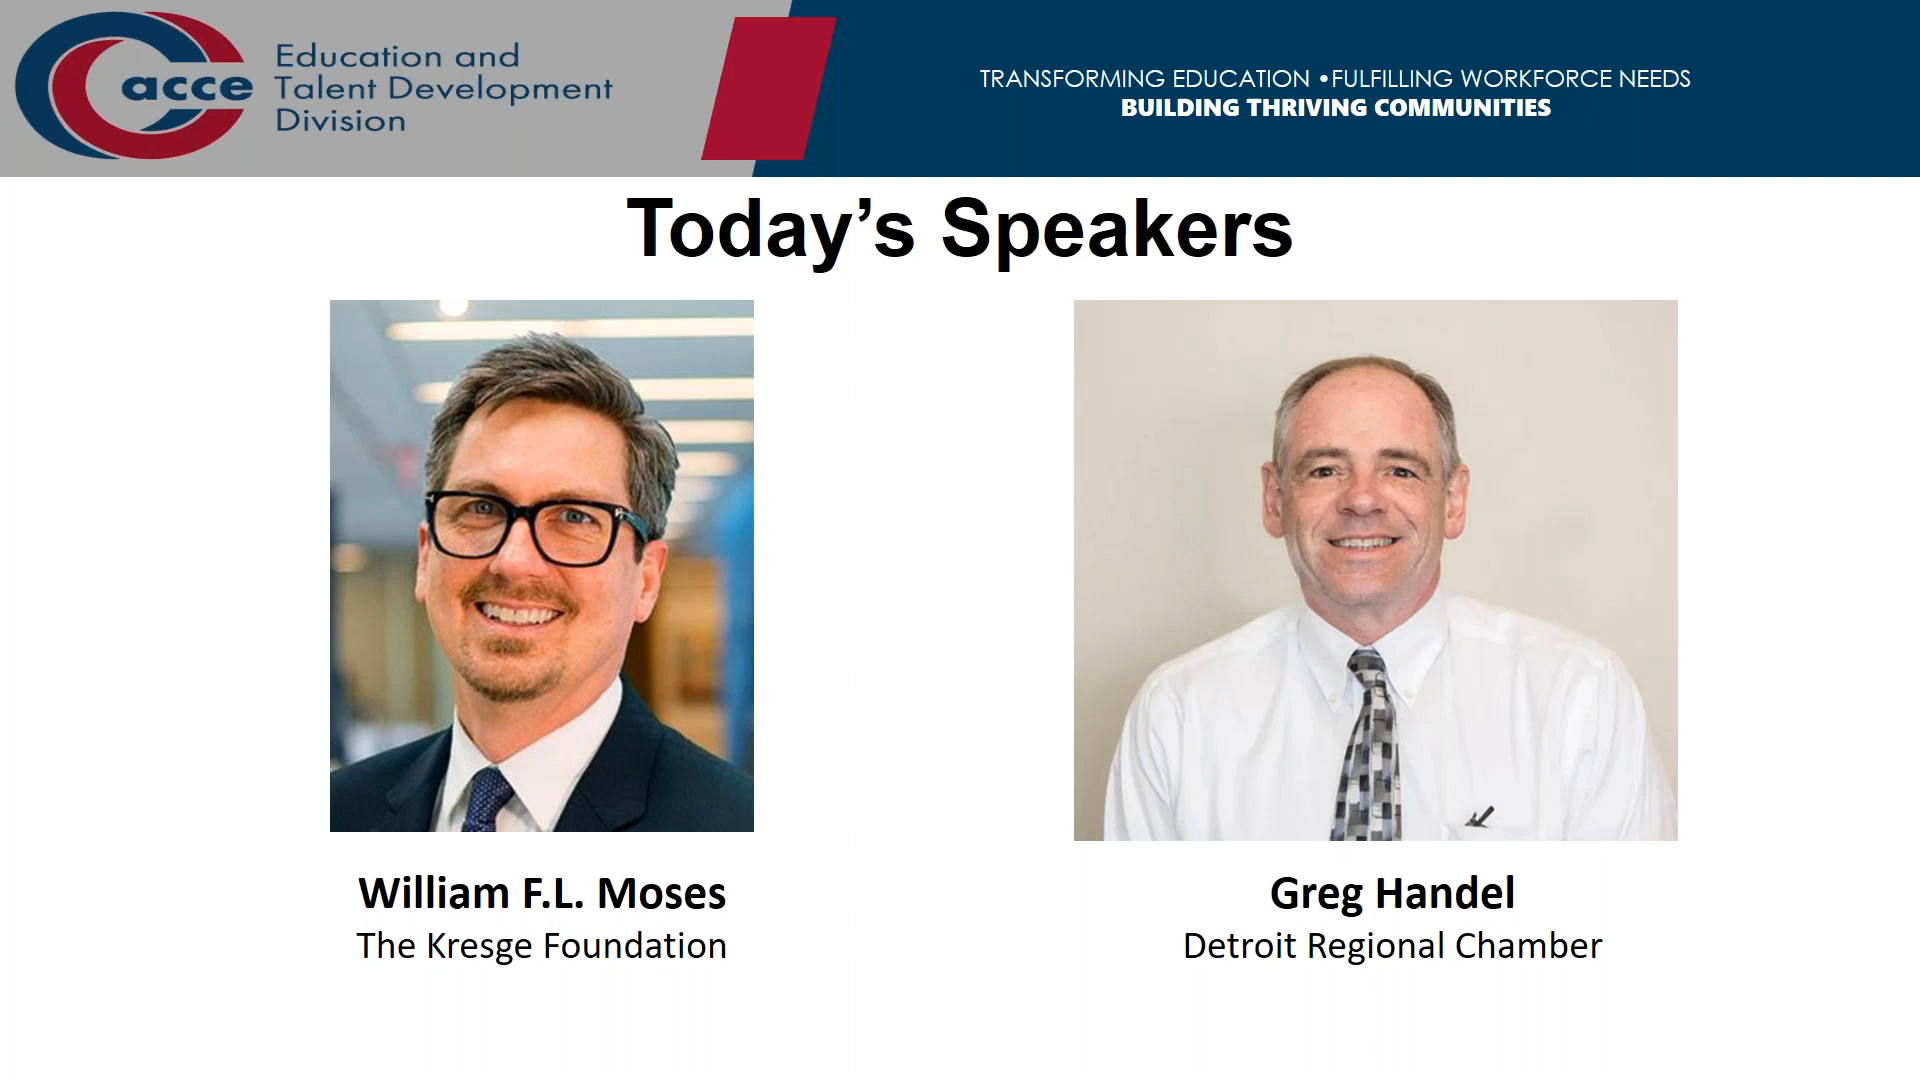 acce
Education and
Talent Development
Division
TRANSFORMING EDUCATION •FULFILLING WORKFORCE NEEDS
BUILDING THRIVING COMMUNITIES
Today’s Speakers
William F.L. Moses
The Kresge Foundation
Greg Handel
Detroit Regional Chamber